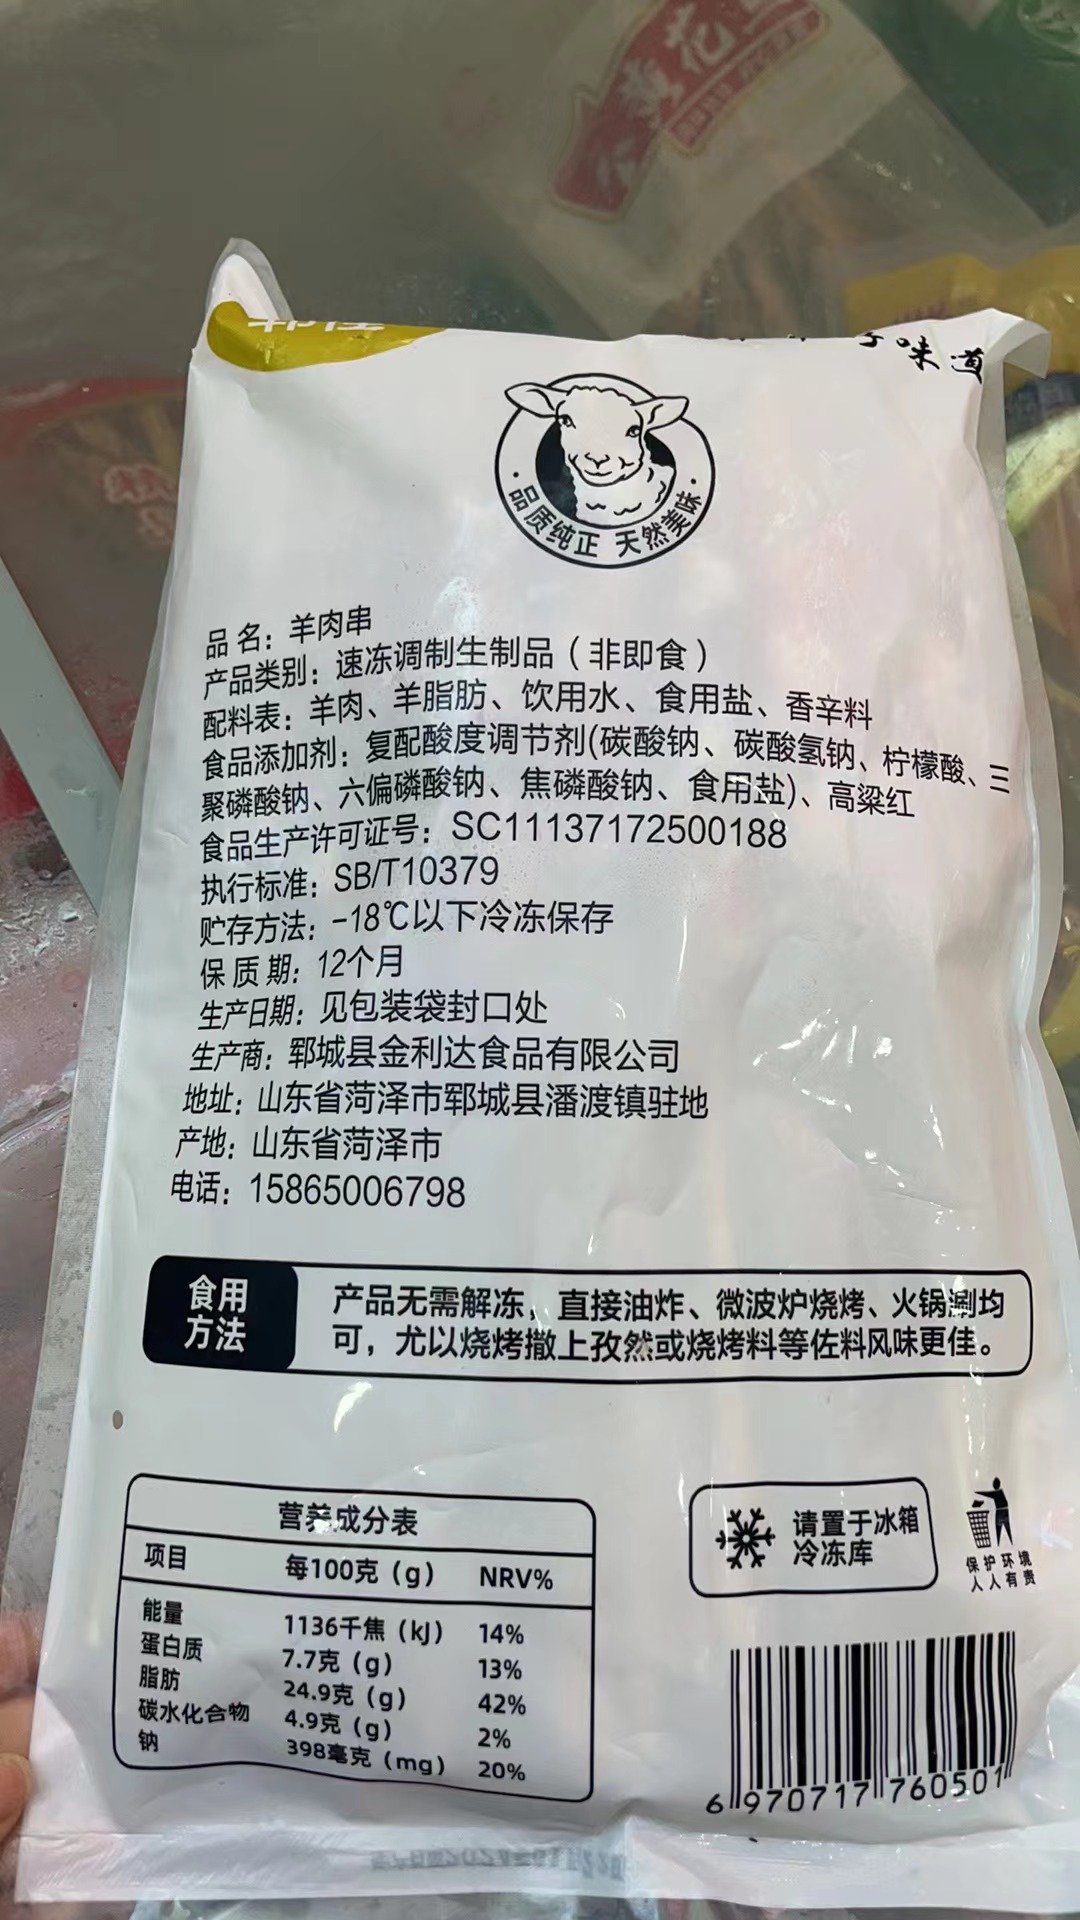 子味道
品质纯正 天然美味
品名：羊肉串
产品类别：速冻调制生制品（非即食）
配料表：羊肉、羊脂肪、饮用水、食用盐、香辛料
食品添加剂：复配酸度调节剂(碳酸钠、碳酸氢钠、柠檬酸、三
聚磷酸钠、六偏磷酸钠、焦磷酸钠、食用盐)、高粱红
食品生产许可证号：SC11137172500188
执行标准：SB/T10379
贮存方法：-18℃以下冷冻保存
保质期：12个月
生产日期：见包装袋封口处
生产商：郓城县金利达食品有限公司
地址：山东省菏泽市郓城县潘渡镇驻地
产地：山东省菏泽市
电话：15865006798
食用
方法
产品无需解冻，直接油炸、微波炉烧烤、火锅涮均
可，尤以烧烤撒上孜然或烧烤料等佐料风味更佳。
营养成分表
项目 每100克（g） NRV%
能量 1136千焦（kJ） 14%
蛋白质 7.7克（g） 13%
脂肪 24.9克（g） 42%
碳水化合物 4.9克（g） 2%
钠 398毫克（mg） 20%
请置于冰箱
冷冻库
保护环境
人人有责
6 970717 760501